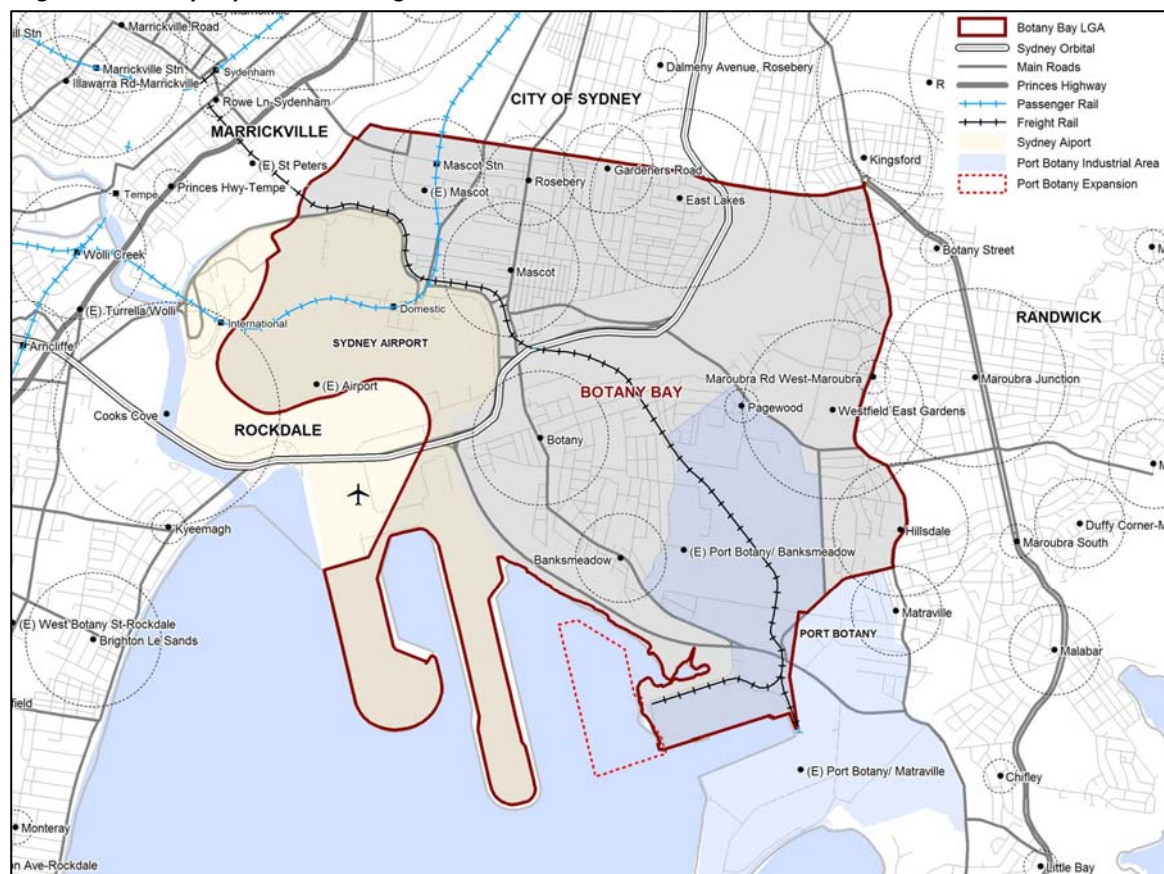 Marrickville Road
Marrickville Stn
Illawarra Rd-Marrickville
Sydenham
Rowe Ln-Sydenham
MARRICKVILLE
(E) St Peters
Princes Hwy-Tempe
Tempe
Wolli Creek
(E) Turrella/Wolli
Arncliffe
International
Domestic
SYDNEY AIRPORT
(E) Airport
Cooks Cove
ROCKDALE
Kyeemagh
(E) West Botany St-Rockdale
Brighton Le Sands
Monteray
on Ave-Rockdale
CITY OF SYDNEY
Dalmeny Avenue, Rosebery
Mascot Stn
(E) Mascot
Rosebery
Gardeners Road
East Lakes
Mascot
Kingsford
Botany Street
RANDWICK
BOTANY BAY
Maroubra Rd West-Maroubra
Maroubra Junction
Pagewood
Westfield East Gardens
Botany
Banksmeadow
(E) Port Botany/ Banksmeadow
Hillsdale
Maroubra South
Duffy Corner-M
Matraville
PORT BOTANY
Malabar
(E) Port Botany/ Matraville
Chifley
Little Bay
Botany Bay LGA
Sydney Orbital
Main Roads
Princes Highway
Passenger Rail
Freight Rail
Sydney Aiport
Port Botany Industrial Area
Port Botany Expansion